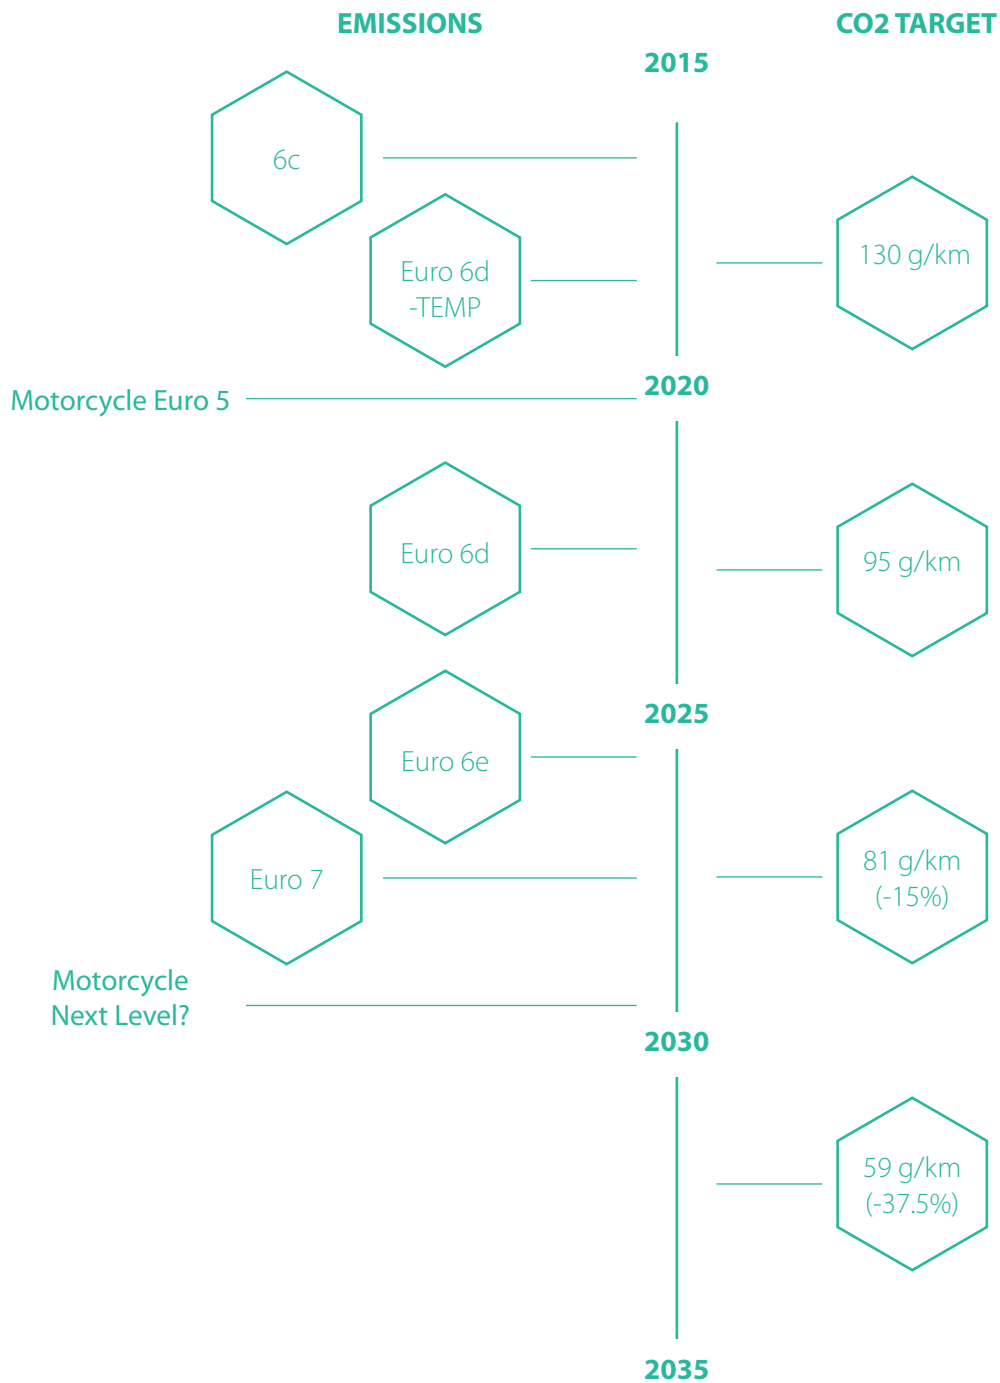 EMISSIONS
CO2 TARGET
2015
6c
130 g/km
Euro 6d
-TEMP
2020
Motorcycle Euro 5
Euro 6d
95 g/km
2025
Euro 6e
81 g/km
(-15%)
Euro 7
Motorcycle
Next Level?
2030
59 g/km
(-37.5%)
2035